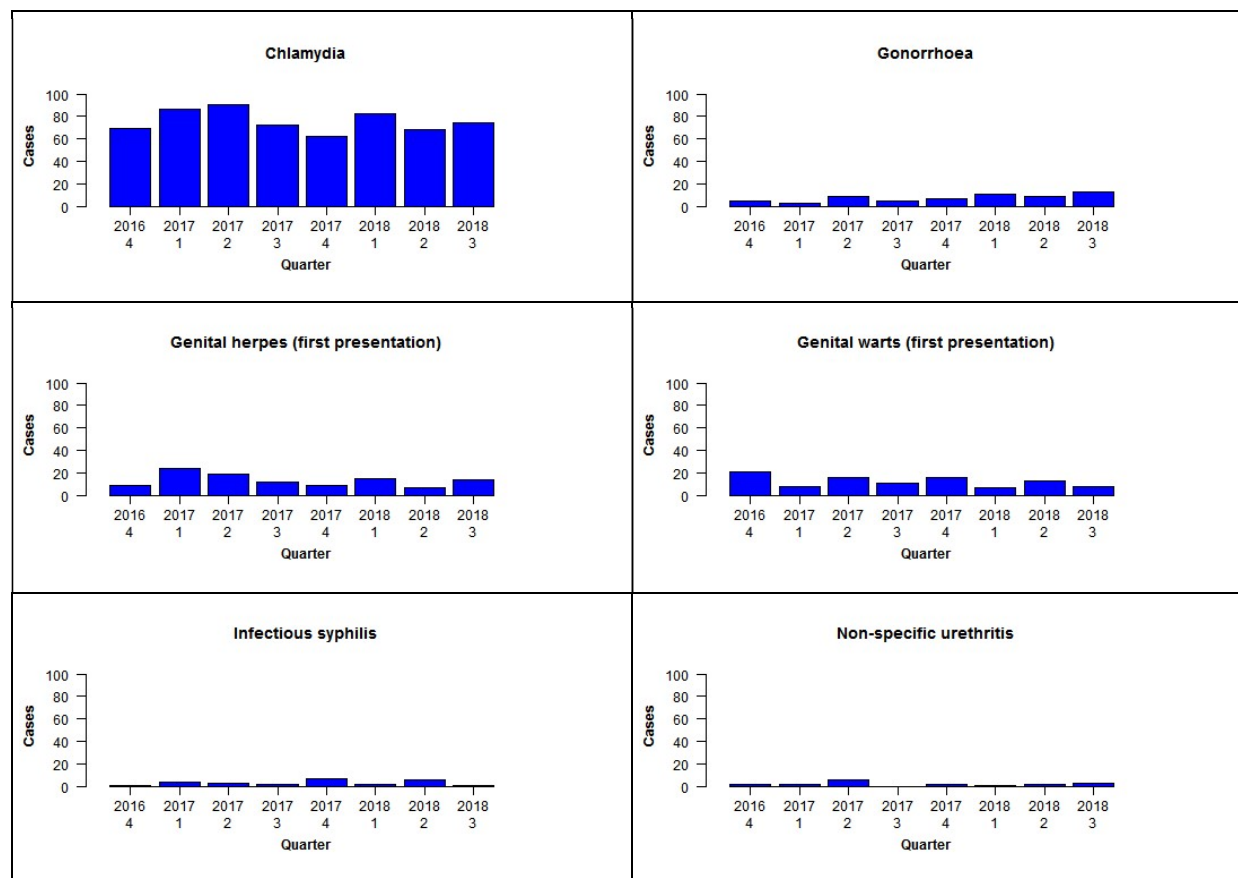 Chlamydia
100
80
60
40
20
0
Cases
2016 2017 2017 2017 2017 2018 2018 2018
4 1 2 3 4 1 2 3
Quarter
Gonorrhoea
100
80
60
40
20
0
Cases
2016 2017 2017 2017 2017 2018 2018 2018
4 1 2 3 4 1 2 3
Quarter
Genital herpes (first presentation)
100
80
60
40
20
0
Cases
2016 2017 2017 2017 2017 2018 2018 2018
4 1 2 3 4 1 2 3
Quarter
Genital warts (first presentation)
100
80
60
40
20
0
Cases
2016 2017 2017 2017 2017 2018 2018 2018
4 1 2 3 4 1 2 3
Quarter
Infectious syphilis
100
80
60
40
20
0
Cases
2016 2017 2017 2017 2017 2018 2018 2018
4 1 2 3 4 1 2 3
Quarter
Non-specific urethritis
100
80
60
40
20
0
Cases
2016 2017 2017 2017 2017 2018 2018 2018
4 1 2 3 4 1 2 3
Quarter